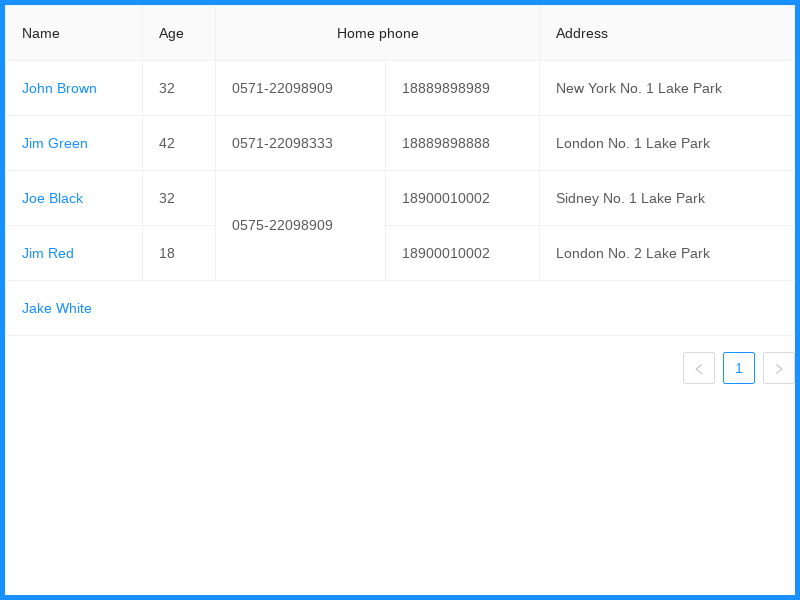 Name Age Home phone Address
John Brown 32 0571-22098909 18889898989 New York No. 1 Lake Park
Jim Green 42 0571-22098333 18889898888 London No. 1 Lake Park
Joe Black 32 0575-22098909 18900010002 Sidney No. 1 Lake Park
Jim Red 18 18900010002 London No. 2 Lake Park
Jake White
1